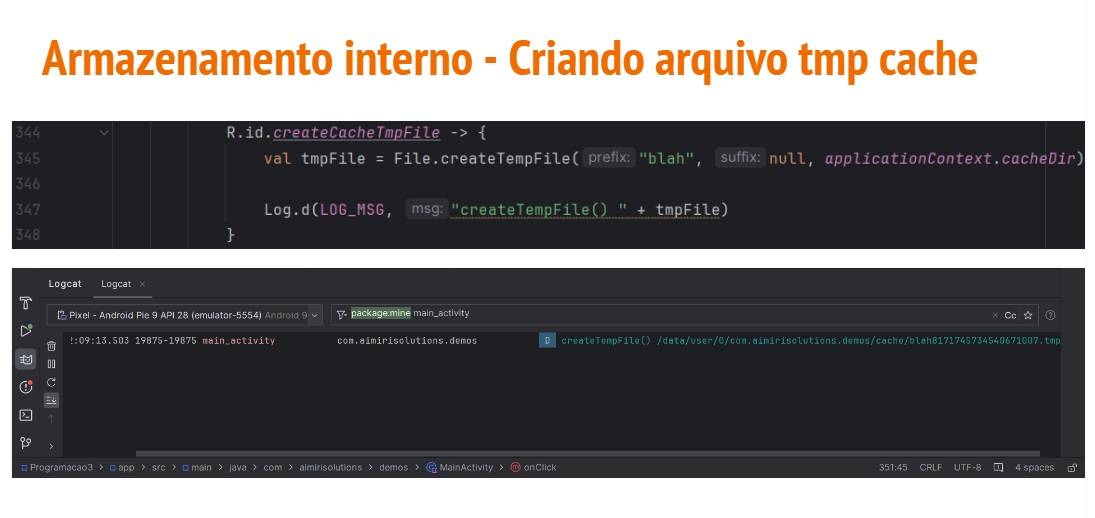 Armazenamento interno - Criando arquivo tmp cache
344 R.id.createCacheTmpFile -> {
345 val tmpFile = File.createTempFile( prefix: "blah", suffix: null, applicationContext.cacheDir)
346
347 Log.d(LOG_MSG, msg: "createTempFile() " + tmpFile)
348 }
Logcat Logcat ×
Pixel - Android Pie 9 API 28 (emulator-5554) Android 9 package:mine main_activity × Cc
:09:13.503 19875-19875 main_activity com.aimirisolutions.demos D createTempFile() /data/user/0/com.aimirisolutions.demos/cache/blah8171745734540671007.tmp
Programacao3 > app > src > main > java > com > aimirisolutions > demos > MainActivity > onClick 351:45 CRLF UTF-8 4 spaces